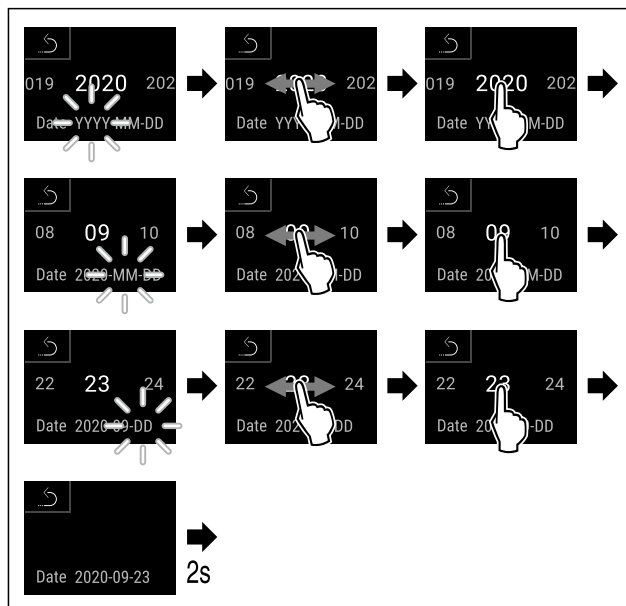 019 2020 202
Date YYYY-MM-DD
019 202
Date YYY M-DD
019 2020 202
Date YY M-DD
08 09 10
Date 2020-MM-DD
08 10
Date 202 M-DD
08 09 10
Date 20 M-DD
22 23 24
Date 2020-09-DD
22 24
Date 202 DD
22 23 24
Date 20 -DD
Date 2020-09-23
2s